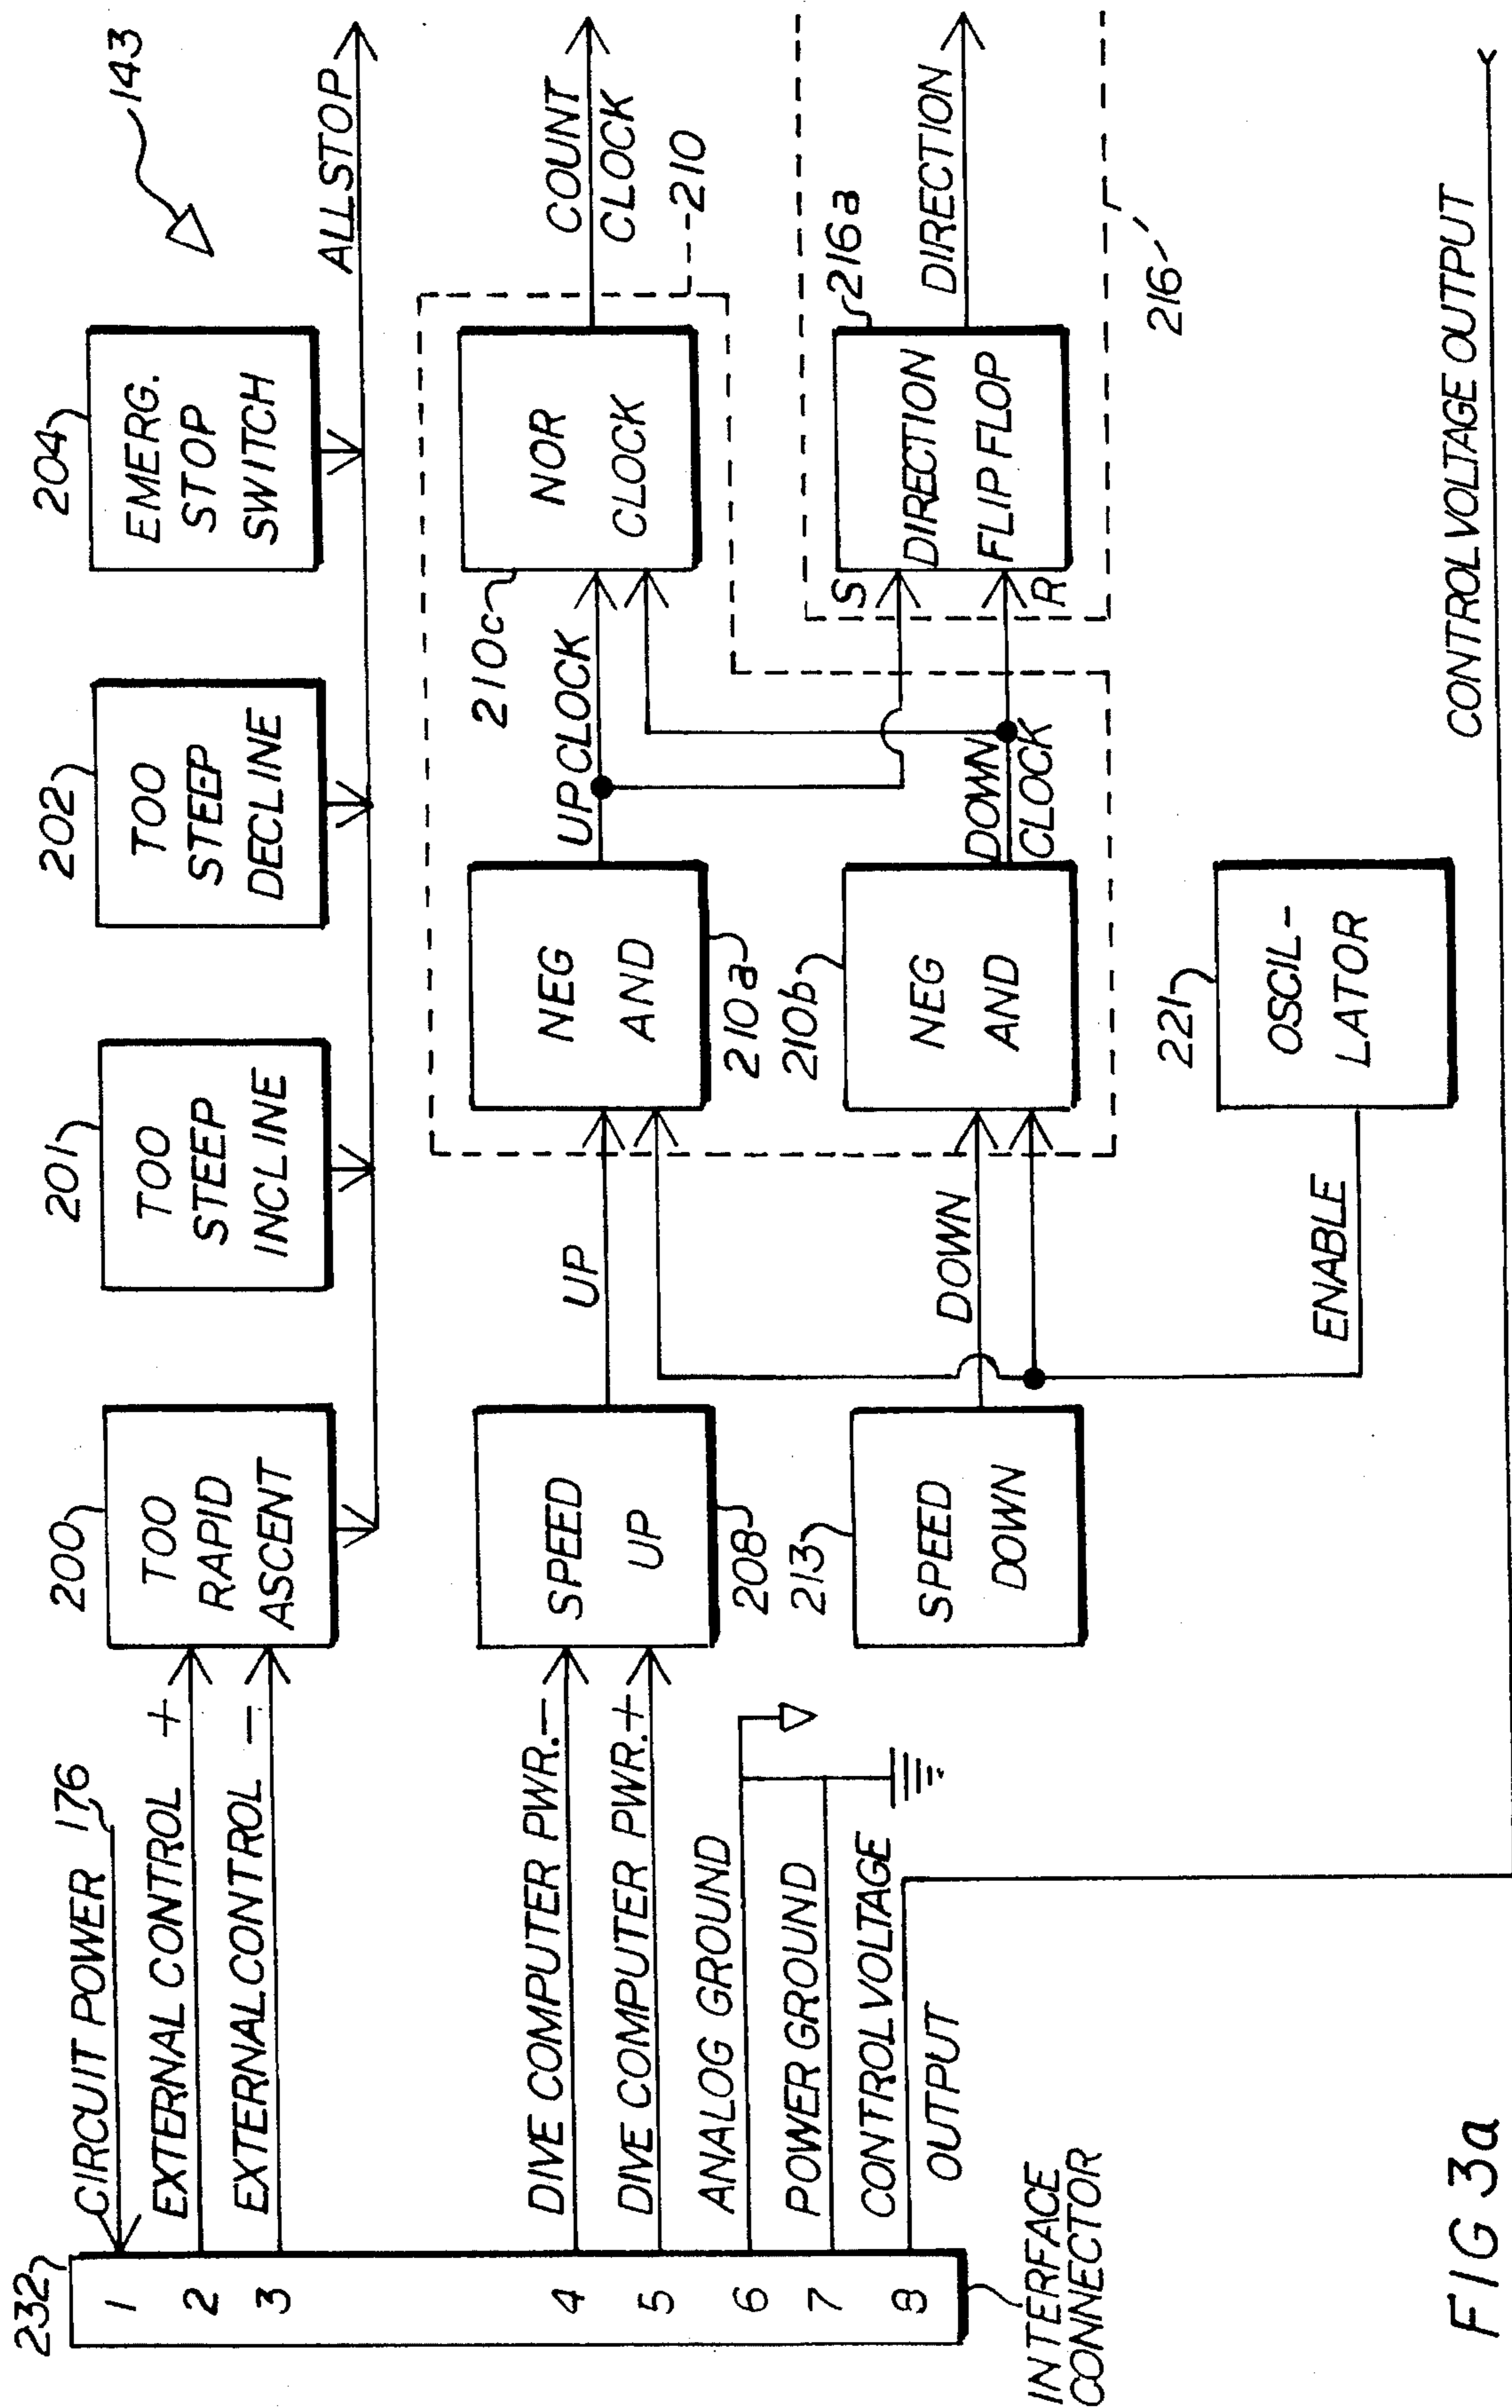 143
ALLSTOP
204
EMERG.
STOP
SWITCH
202
TOO
STEEP
DECLINE
201
TOO
STEEP
INCLINE
200
TOO
RAPID
ASCENT
CIRCUIT POWER 176
EXTERNAL CONTROL +
EXTERNAL CONTROL -
232
1
2
3
4
5
6
7
8
INTERFACE
CONNECTOR
DIVE COMPUTER PWR. -
DIVE COMPUTER PWR. +
ANALOG GROUND
POWER GROUND
CONTROL VOLTAGE
OUTPUT
SPEED
UP
208
213
SPEED
DOWN
UP
DOWN
ENABLE
NEG
AND
210a
210b
NEG
AND
221
OSCIL-
LATOR
UP CLOCK
DOWN
CLOCK
210c
NOR
CLOCK
COUNT
CLOCK
210
S
R
DIRECTION
FLIP FLOP
216a
DIRECTION
216
CONTROL VOLTAGE OUTPUT
FIG 3a